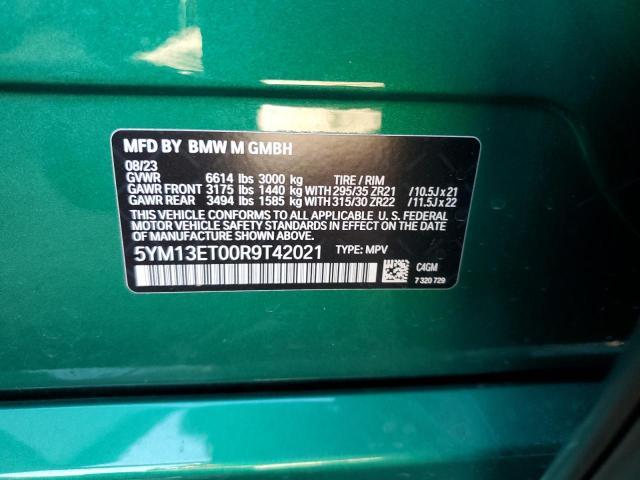 MFD BY BMW M GMBH
08/23
GVWR 6614 lbs 3000 kg TIRE / RIM
GAWR FRONT 3175 lbs 1440 kg WITH 295/35 ZR21 /10.5J x 21
GAWR REAR 3494 lbs 1585 kg WITH 315/30 ZR22 /11.5J x 22
THIS VEHICLE CONFORMS TO ALL APPLICABLE U. S. FEDERAL
MOTOR VEHICLE SAFETY STANDARDS IN EFFECT ON THE
DATE OF MANUFACTURE SHOWN ABOVE.
5YM13ET00R9T42021 TYPE: MPV
C4GM
7 320 729